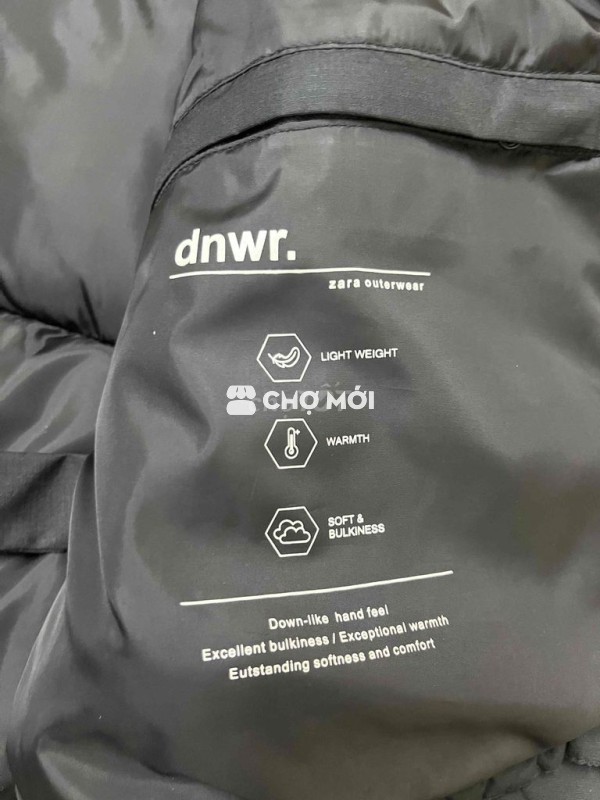 dnwr.
zara outerwear
LIGHT WEIGHT
CHỢ MỚI
WARMTH
SOFT &
BULKINESS
Down-like hand feel
Excellent bulkiness / Exceptional warmth
Eutstanding softness and comfort